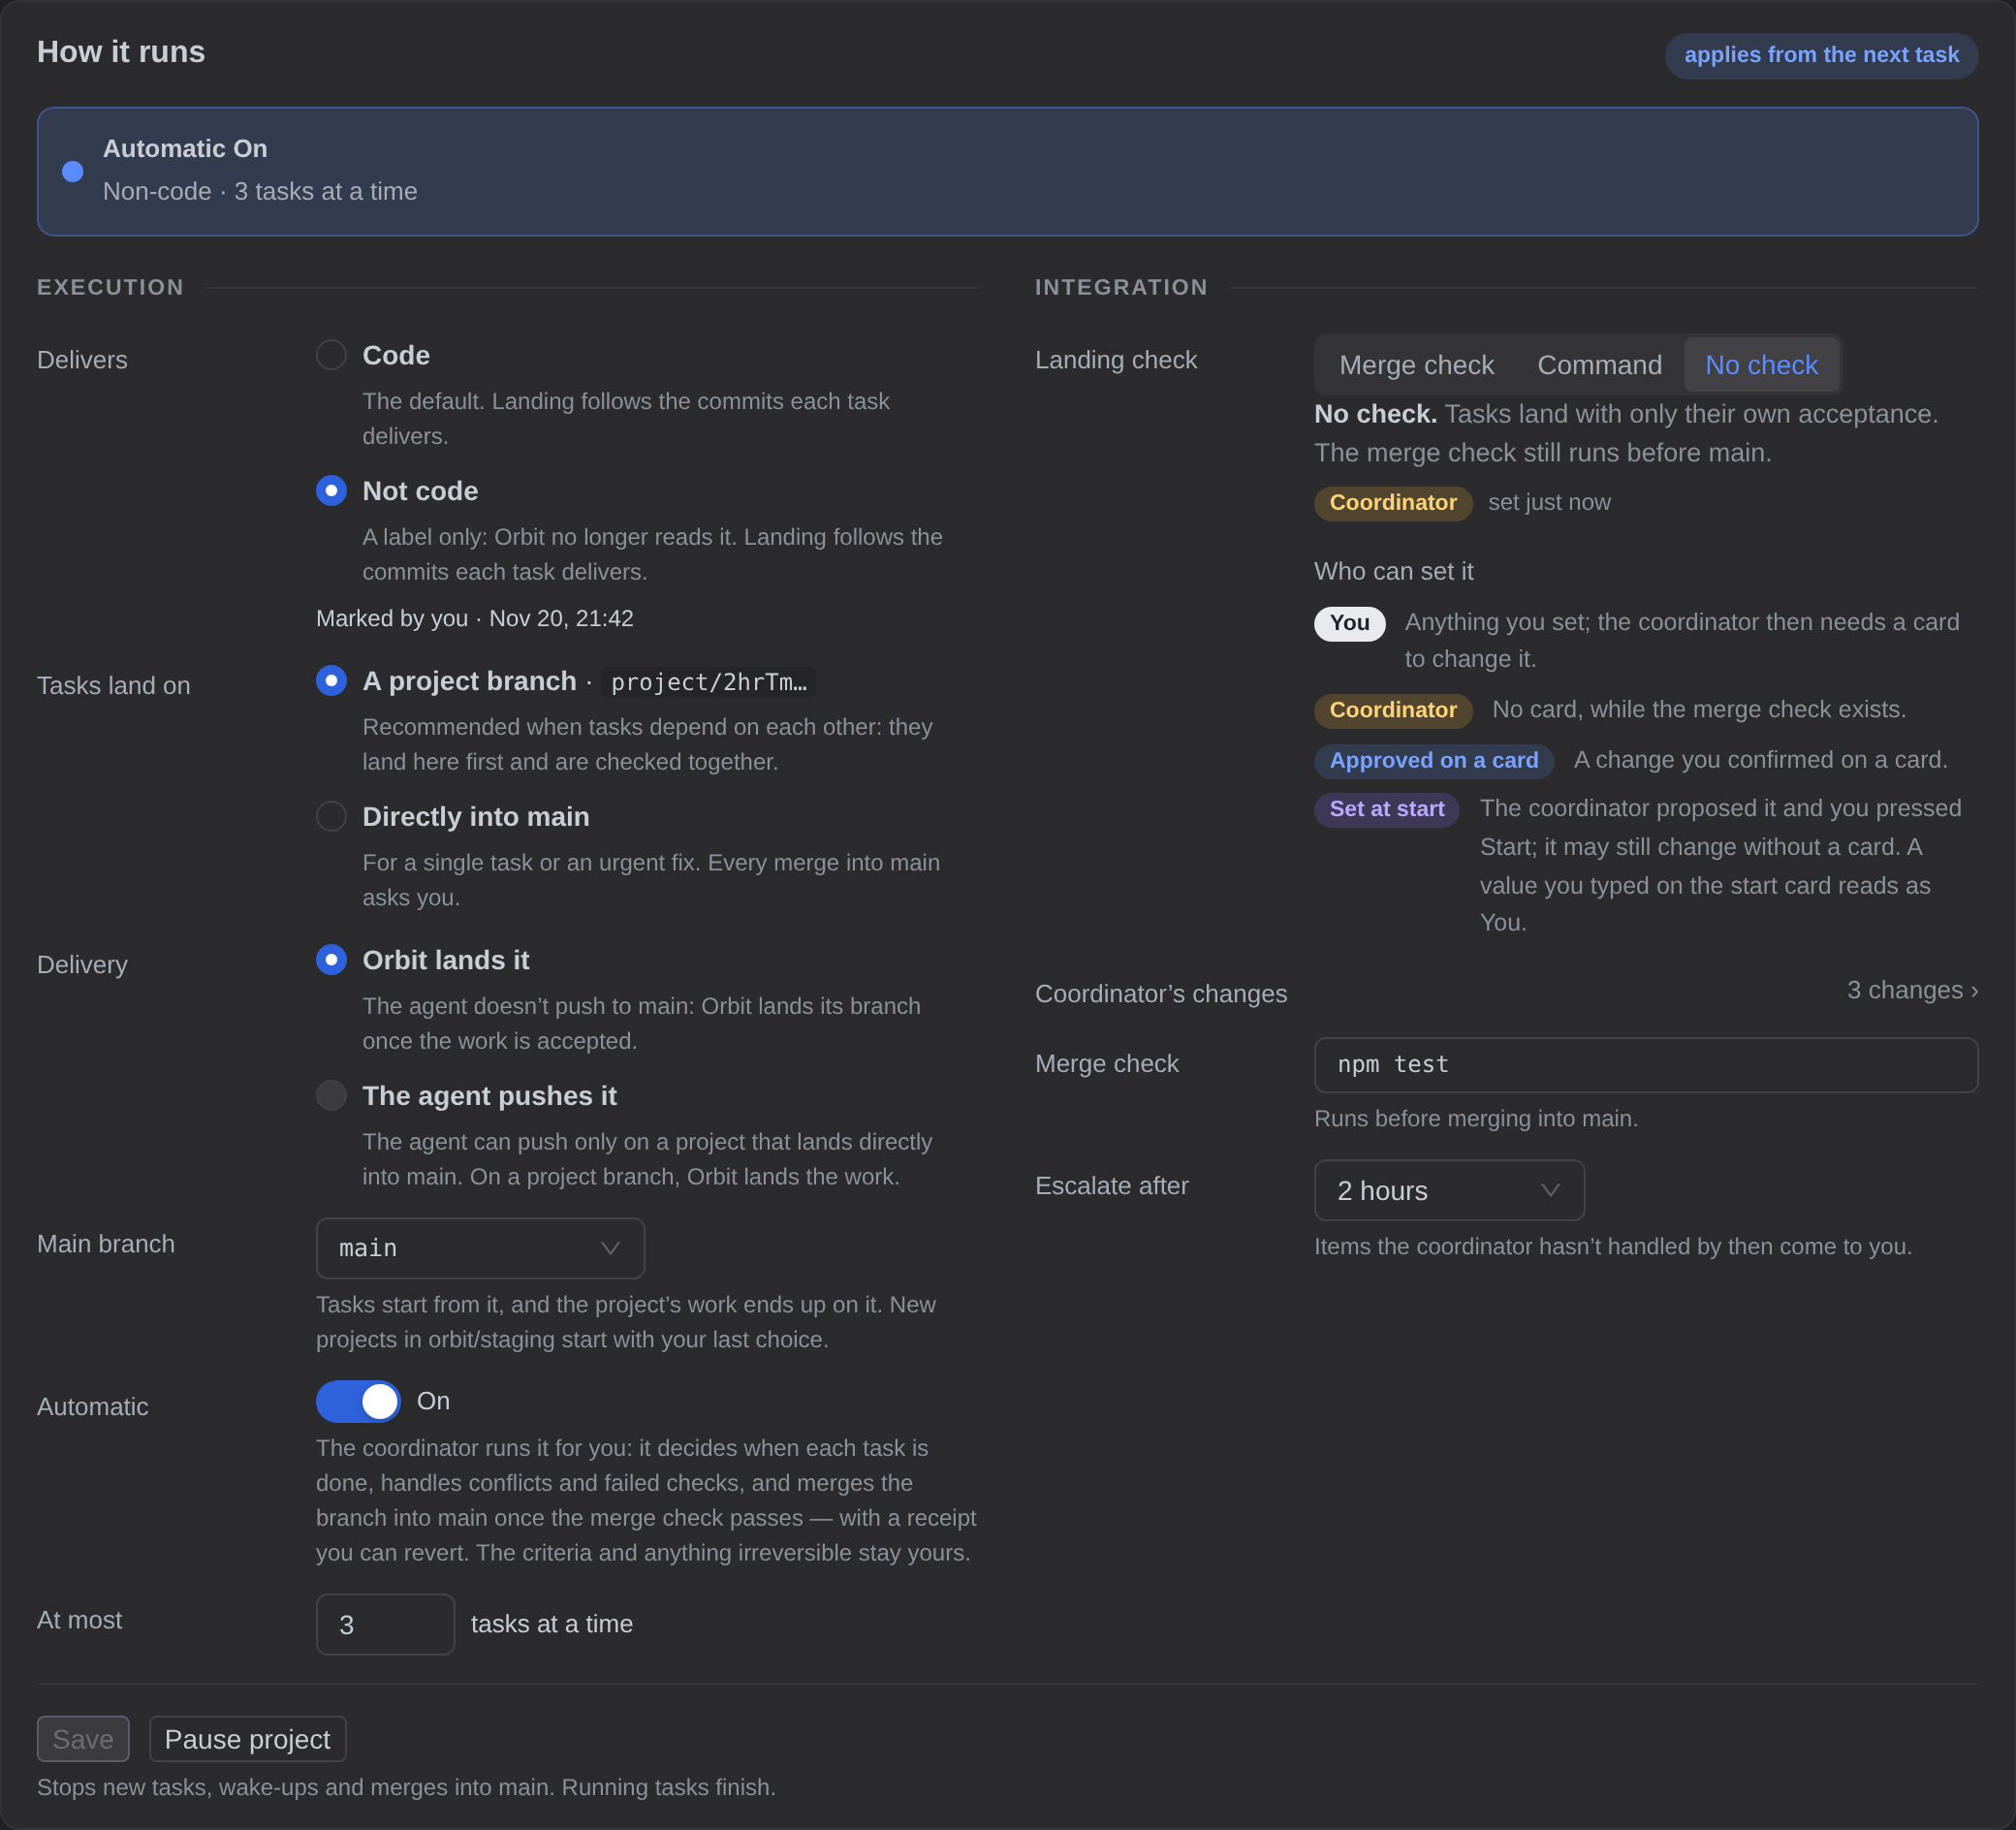 How it runs
applies from the next task
Automatic On
Non-code · 3 tasks at a time
EXECUTION
Delivers
Code
The default. Landing follows the commits each task
delivers.
Not code
A label only: Orbit no longer reads it. Landing follows the
commits each task delivers.
Marked by you · Nov 20, 21:42
Tasks land on
A project branch · project/2hrTm…
Recommended when tasks depend on each other: they
land here first and are checked together.
Directly into main
For a single task or an urgent fix. Every merge into main
asks you.
Delivery
Orbit lands it
The agent doesn’t push to main: Orbit lands its branch
once the work is accepted.
The agent pushes it
The agent can push only on a project that lands directly
into main. On a project branch, Orbit lands the work.
Main branch
main
Tasks start from it, and the project’s work ends up on it. New
projects in orbit/staging start with your last choice.
Automatic
On
The coordinator runs it for you: it decides when each task is
done, handles conflicts and failed checks, and merges the
branch into main once the merge check passes — with a receipt
you can revert. The criteria and anything irreversible stay yours.
At most
3 tasks at a time
INTEGRATION
Landing check
Merge check Command No check
No check. Tasks land with only their own acceptance.
The merge check still runs before main.
Coordinator set just now
Who can set it
You Anything you set; the coordinator then needs a card
to change it.
Coordinator No card, while the merge check exists.
Approved on a card A change you confirmed on a card.
Set at start The coordinator proposed it and you pressed
Start; it may still change without a card. A
value you typed on the start card reads as
You.
Coordinator’s changes
3 changes ›
Merge check
npm test
Runs before merging into main.
Escalate after
2 hours
Items the coordinator hasn’t handled by then come to you.
Save Pause project
Stops new tasks, wake-ups and merges into main. Running tasks finish.